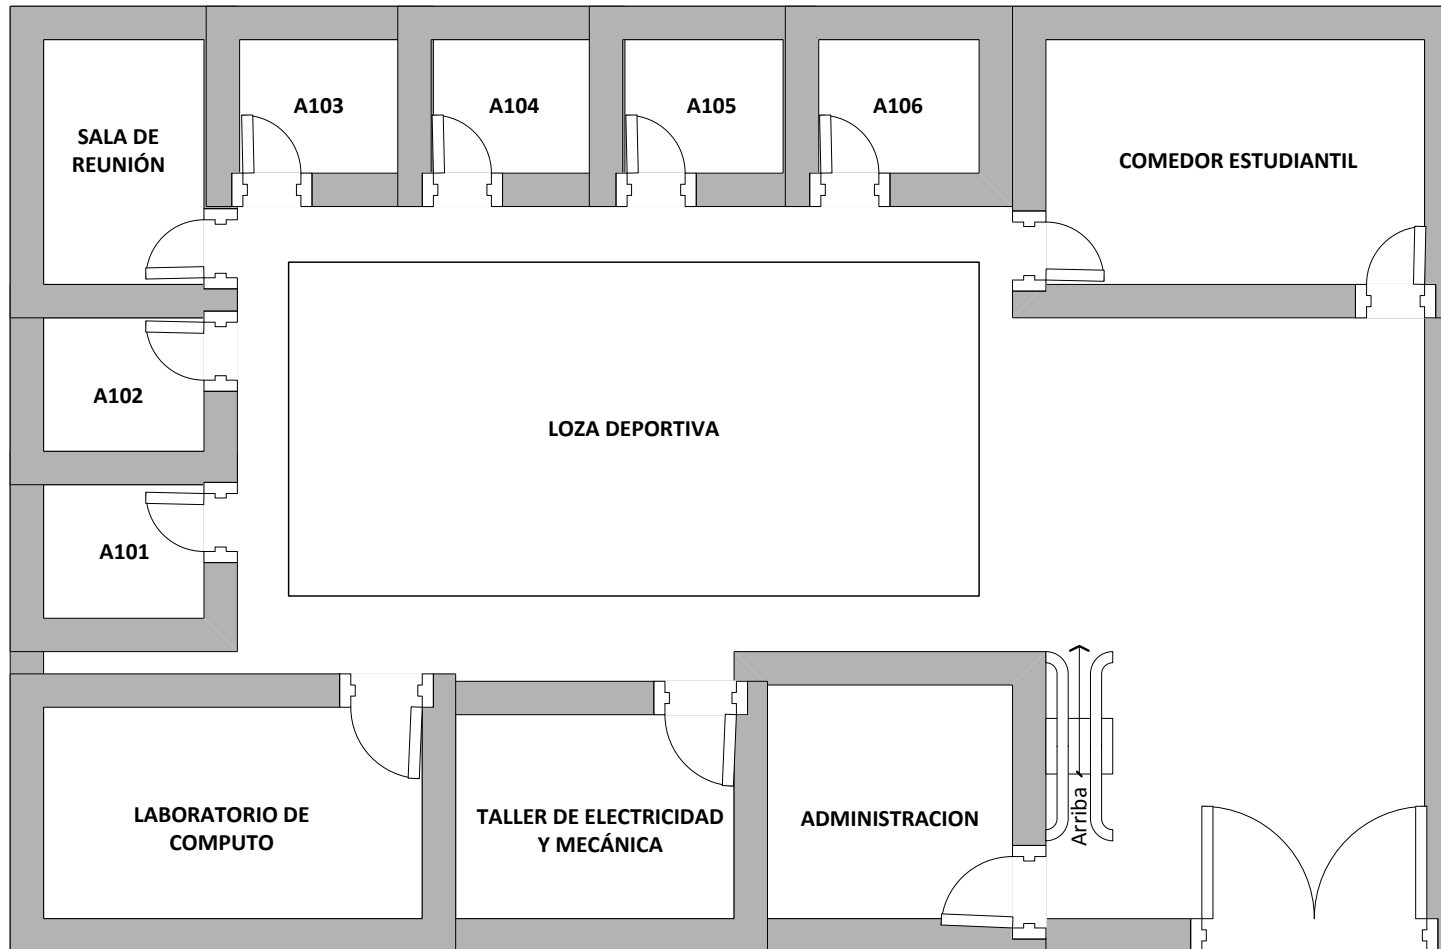 A103
A104
A105
A106
SALA DE
REUNIÓN
COMEDOR ESTUDIANTIL
A102
LOZA DEPORTIVA
A101
LABORATORIO DE
COMPUTO
TALLER DE ELECTRICIDAD
Y MECÁNICA
ADMINISTRACION
Arriba